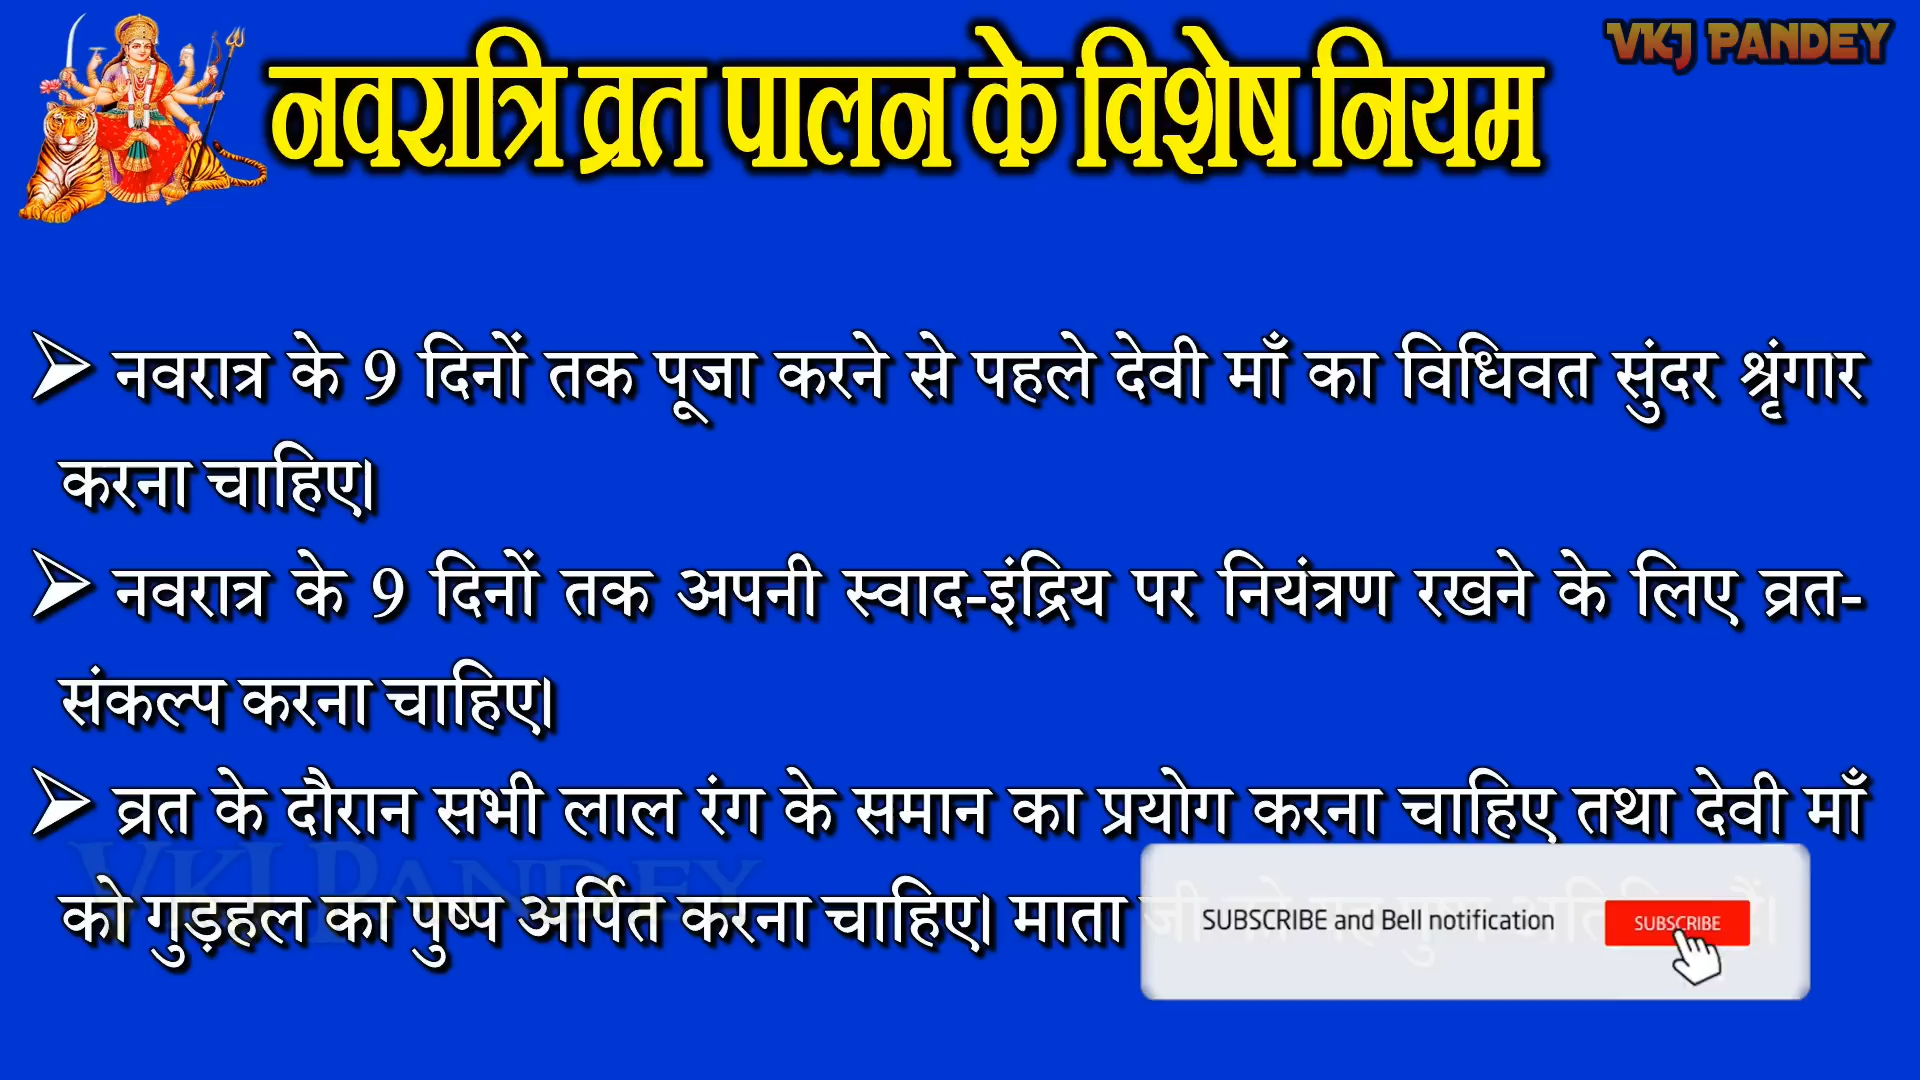 VKJ PANDEY
नवरात्रि व्रत पालन के विशेष नियम
➢ नवरात्र के 9 दिनों तक पूजा करने से पहले देवी माँ का विधिवत सुंदर श्रृंगार
करना चाहिए।
➢ नवरात्र के 9 दिनों तक अपनी स्वाद-इंद्रिय पर नियंत्रण रखने के लिए व्रत-
संकल्प करना चाहिए।
➢ व्रत के दौरान सभी लाल रंग के समान का प्रयोग करना चाहिए तथा देवी माँ
को गुड़हल का पुष्प अर्पित करना चाहिए। माता
VKJ PANDEY
SUBSCRIBE and Bell notification
SUBSCRIBE